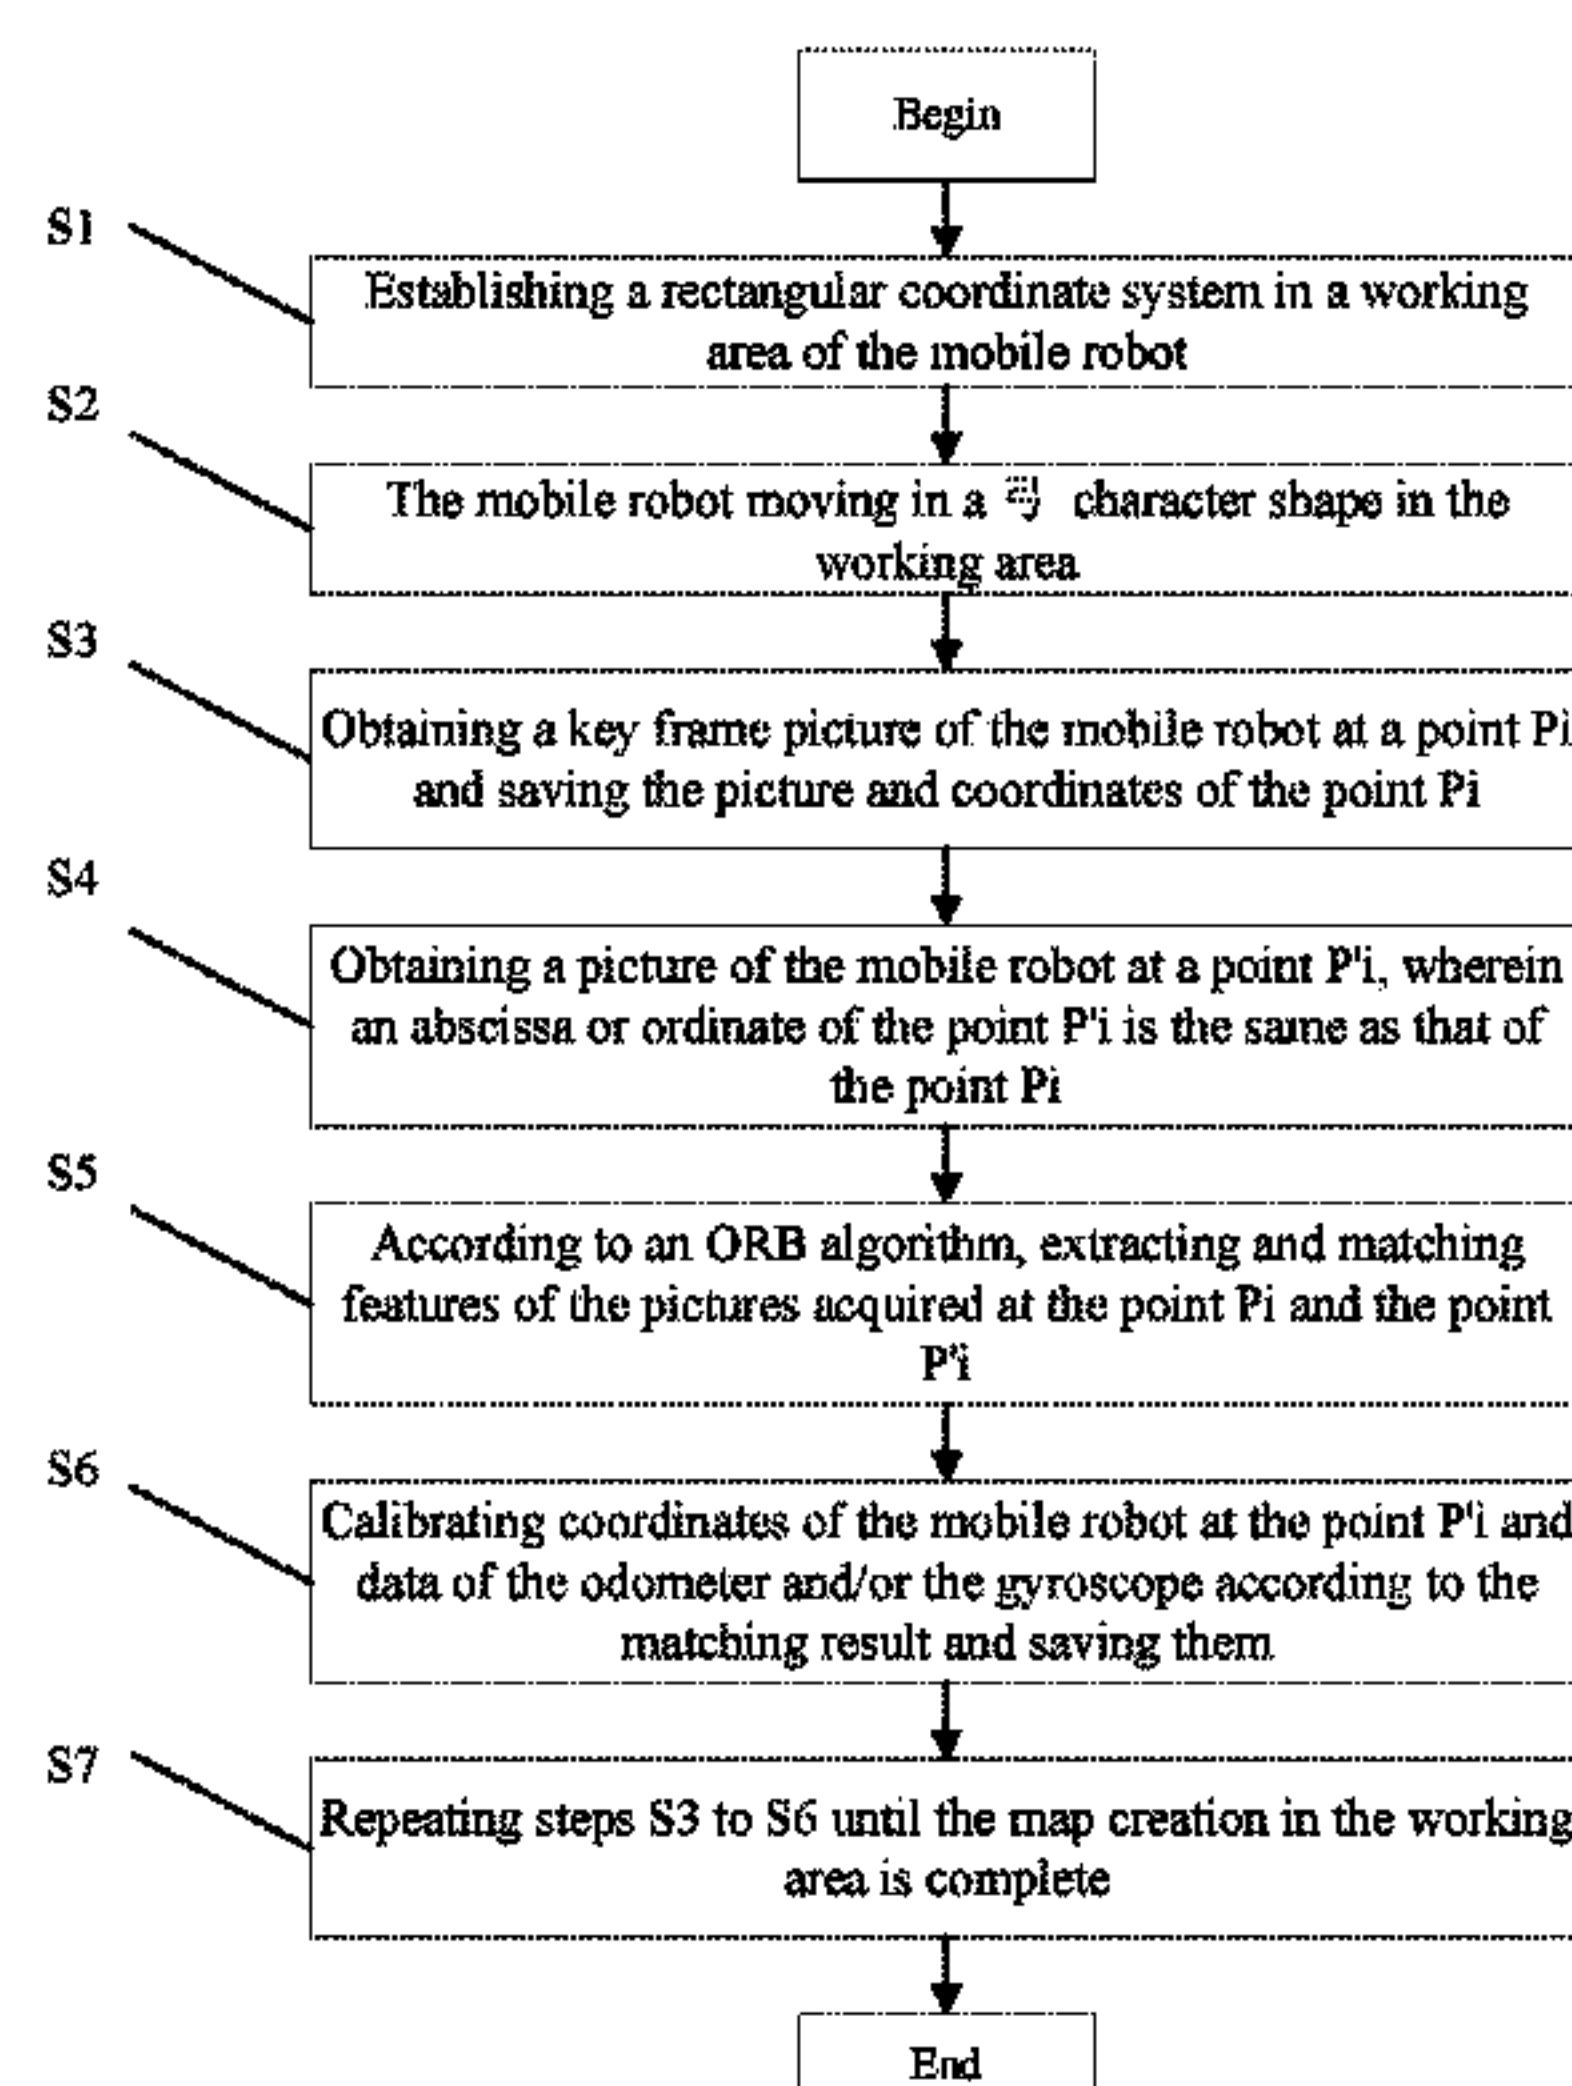 Begin
S1
Establishing a rectangular coordinate system in a working
area of the mobile robot
S2
The mobile robot moving in a character shape in the
working area
S3
Obtaining a key frame picture of the mobile robot at a point Pi
and saving the picture and coordinates of the point Pi
S4
Obtaining a picture of the mobile robot at a point P'i, wherein
an abscissa or ordinate of the point P'i is the same as that of
the point Pi
S5
According to an ORB algorithm, extracting and matching
features of the pictures acquired at the point Pi and the point
P'i
S6
Calibrating coordinates of the mobile robot at the point P'i and
data of the odometer and/or the gyroscope according to the
matching result and saving them
S7
Repeating steps S3 to S6 until the map creation in the working
area is complete
End